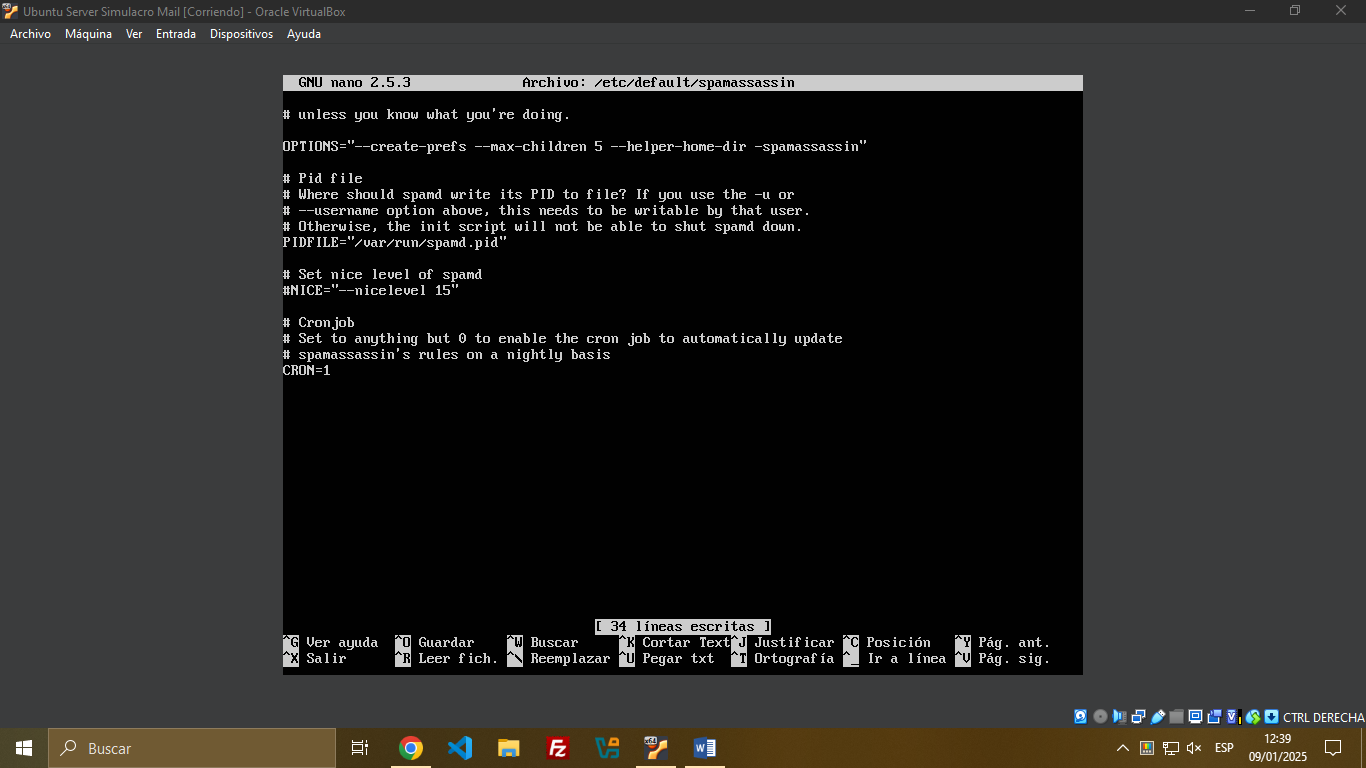 Ubuntu Server Simulacro Mail [Corriendo] - Oracle VirtualBox
Archivo Máquina Ver Entrada Dispositivos Ayuda
GNU nano 2.5.3 Archivo: /etc/default/spamassassin
# unless you know what you're doing.
OPTIONS="--create-prefs --max-children 5 --helper-home-dir -spamassassin"
# Pid file
# Where should spamd write its PID to file? If you use the -u or
# --username option above, this needs to be writable by that user.
# Otherwise, the init script will not be able to shut spamd down.
PIDFILE="/var/run/spamd.pid"
# Set nice level of spamd
#NICE="--nicelevel 15"
# Cronjob
# Set to anything but 0 to enable the cron job to automatically update
# spamassassin's rules on a nightly basis
CRON=1
[ 34 líneas escritas ]
^G Ver ayuda ^O Guardar ^W Buscar ^K Cortar Text ^J Justificar ^C Posición ^Y Pág. ant.
^X Salir ^R Leer fich. ^\ Reemplazar ^U Pegar txt ^T Ortografía ^_ Ir a línea ^V Pág. sig.
CTRL DERECHA
Buscar
ESP
12:39
09/01/2025